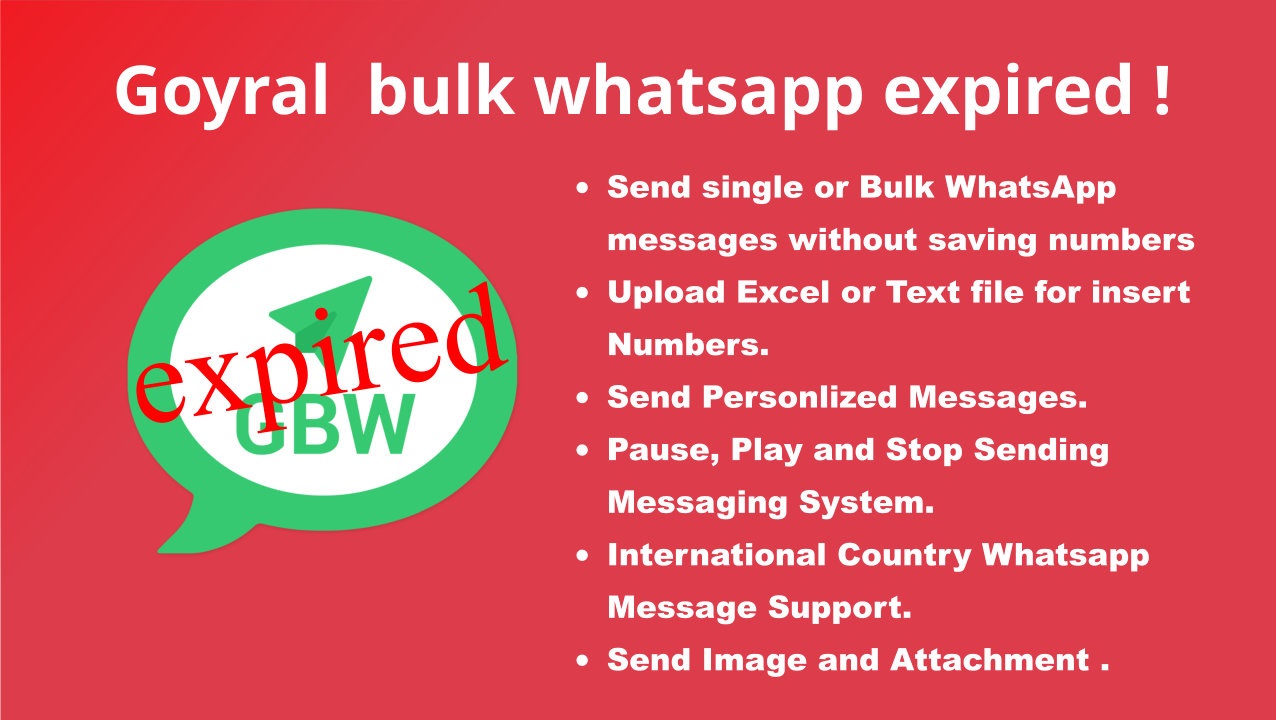 Goyral  bulk whatsapp expired !
• Send single or Bulk WhatsApp
messages without saving numbers
• Upload Excel or Text file for insert
Numbers.
• Send Personlized Messages.
• Pause, Play and Stop Sending
Messaging System.
• International Country Whatsapp
Message Support.
• Send Image and Attachment .
expired
GBW